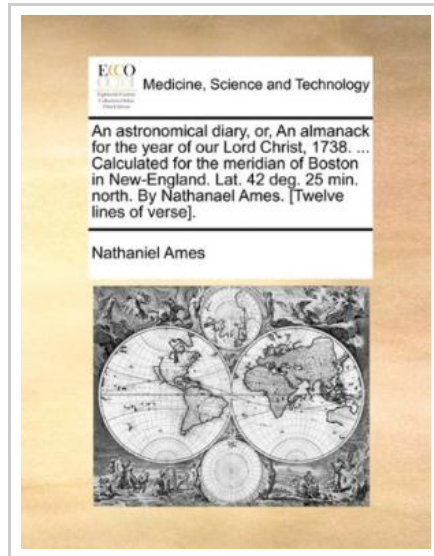 ECCO
Medicine, Science and Technology
An astronomical diary, or, An almanack
for the year of our Lord Christ, 1738. ...
Calculated for the meridian of Boston
in New-England. Lat. 42 deg. 25 min.
north. By Nathanael Ames. [Twelve
lines of verse].
Nathaniel Ames